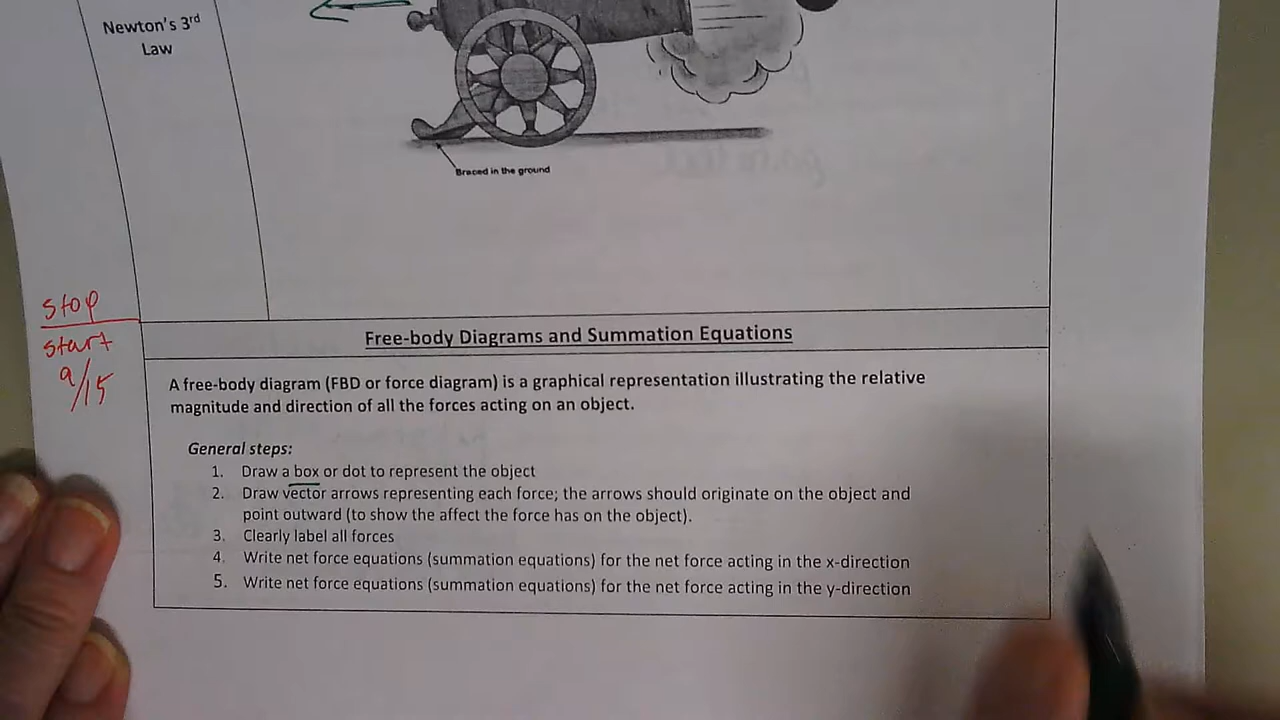 Newton's 3rd
Law
Braced in the ground
stop
start
9/15
Free-body Diagrams and Summation Equations
A free-body diagram (FBD or force diagram) is a graphical representation illustrating the relative
magnitude and direction of all the forces acting on an object.
General steps:
1. Draw a box or dot to represent the object
2. Draw vector arrows representing each force; the arrows should originate on the object and
point outward (to show the affect the force has on the object).
3. Clearly label all forces
4. Write net force equations (summation equations) for the net force acting in the x-direction
5. Write net force equations (summation equations) for the net force acting in the y-direction